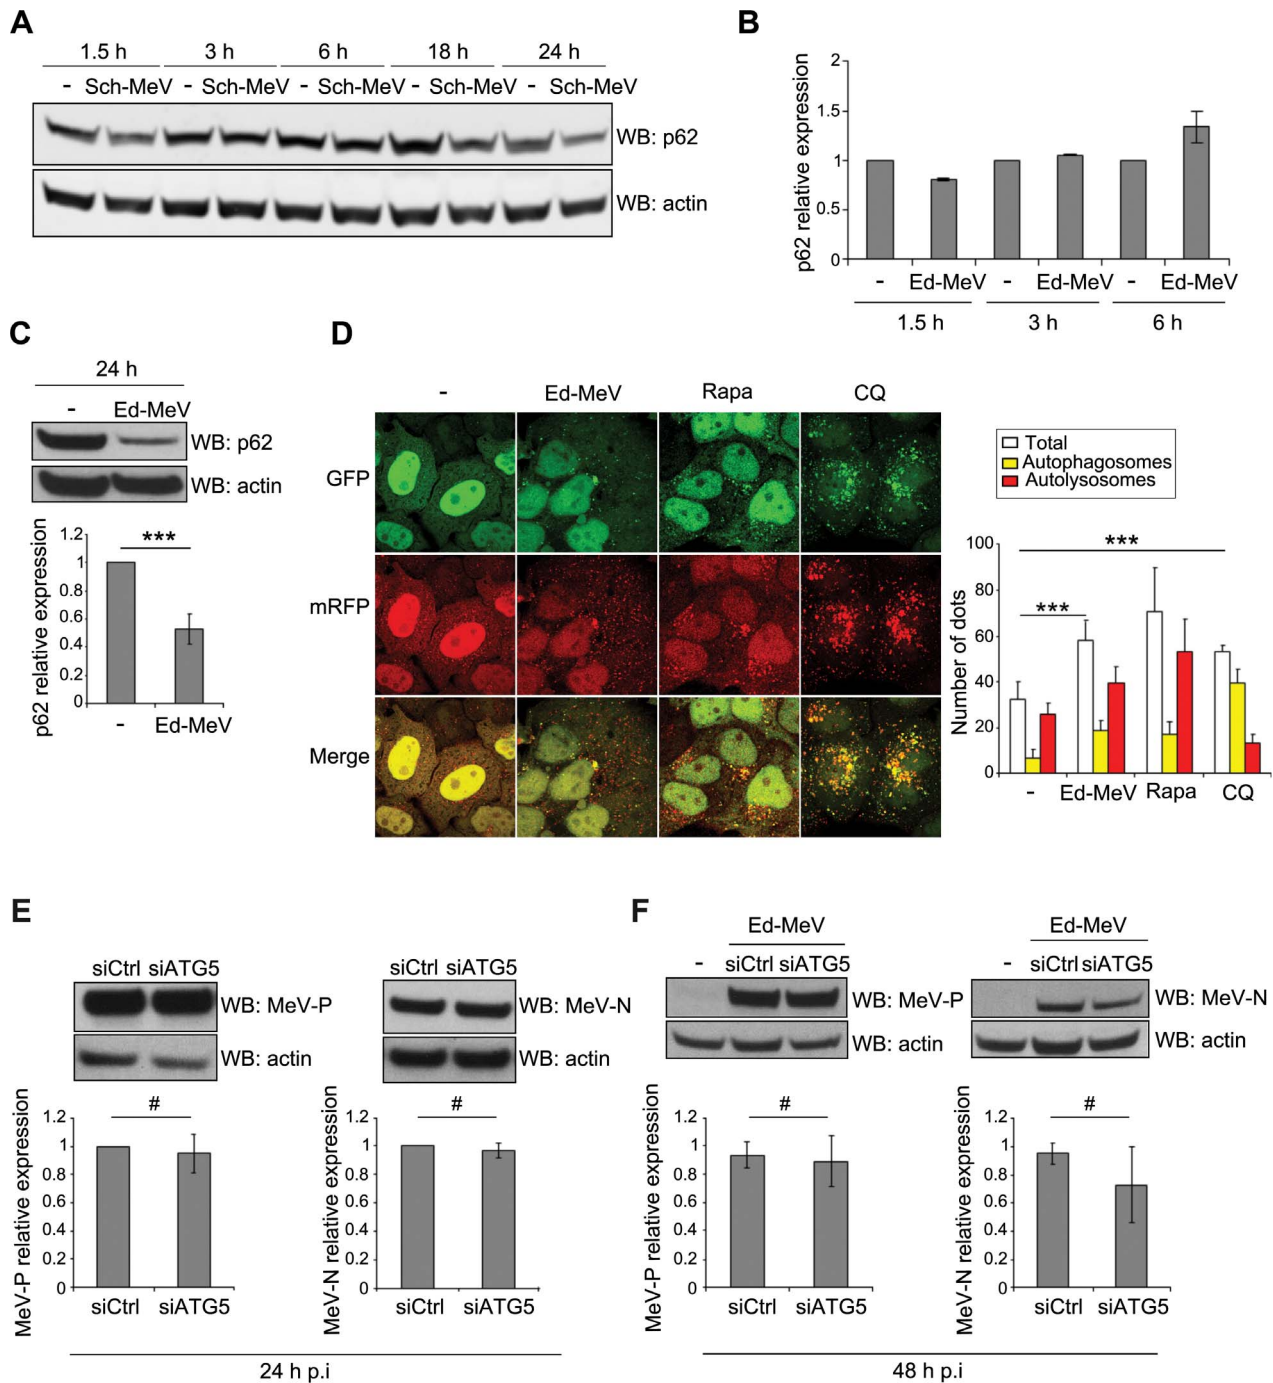 A
1.5 h 3 h 6 h 18 h 24 h
- Sch-MeV - Sch-MeV - Sch-MeV - Sch-MeV - Sch-MeV
WB: p62
WB: actin
B
p62 relative expression
2
1.5
1
0.5
0
- Ed-MeV - Ed-MeV - Ed-MeV
1.5 h 3 h 6 h
C
24 h
- Ed-MeV
WB: p62
WB: actin
p62 relative expression
1.2
1
0.8
0.6
0.4
0.2
0
***
- Ed-MeV
D
- Ed-MeV Rapa CQ
GFP
mRFP
Merge
Total
Autophagosomes
Autolysosomes
Number of dots
100
80
60
40
20
0
***
***
- Ed-MeV Rapa CQ
E
siCtrl siATG5
WB: MeV-P
WB: actin
MeV-P relative expression
1.2
1
0.8
0.6
0.4
0.2
0
#
siCtrl siATG5
siCtrl siATG5
WB: MeV-N
WB: actin
MeV-N relative expression
1.2
1
0.8
0.6
0.4
0.2
0
#
siCtrl siATG5
24 h p.i
F
Ed-MeV
- siCtrl siATG5
WB: MeV-P
WB: actin
MeV-P relative expression
1.2
1
0.8
0.6
0.4
0.2
0
#
siCtrl siATG5
Ed-MeV
- siCtrl siATG5
WB: MeV-N
WB: actin
MeV-N relative expression
1.2
1
0.8
0.6
0.4
0.2
0
#
siCtrl siATG5
48 h p.i